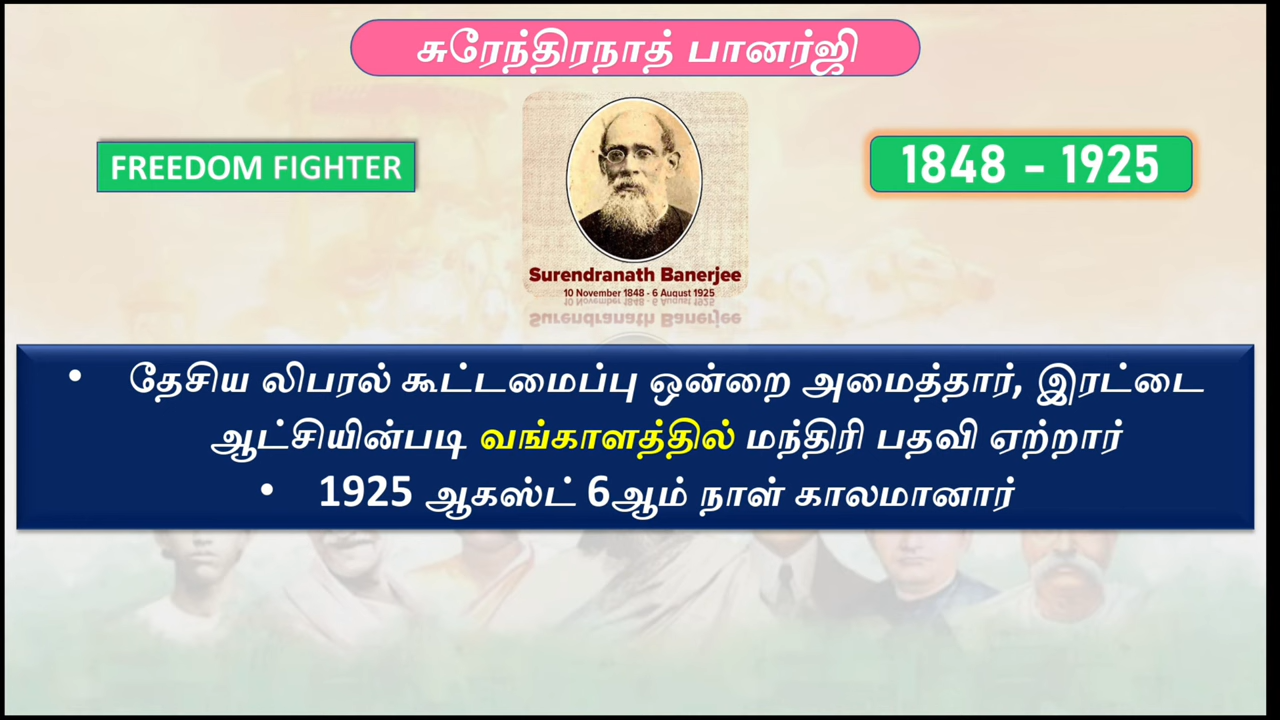 சுரேந்திரநாத் பானர்ஜி
FREEDOM FIGHTER
1848 - 1925
Surendranath Banerjee
10 November 1848 - 6 August 1925
• தேசிய லிபரல் கூட்டமைப்பு ஒன்றை அமைத்தார், இரட்டை
ஆட்சியின்படி வங்காளத்தில் மந்திரி பதவி ஏற்றார்
• 1925 ஆகஸ்ட் 6ஆம் நாள் காலமானார்